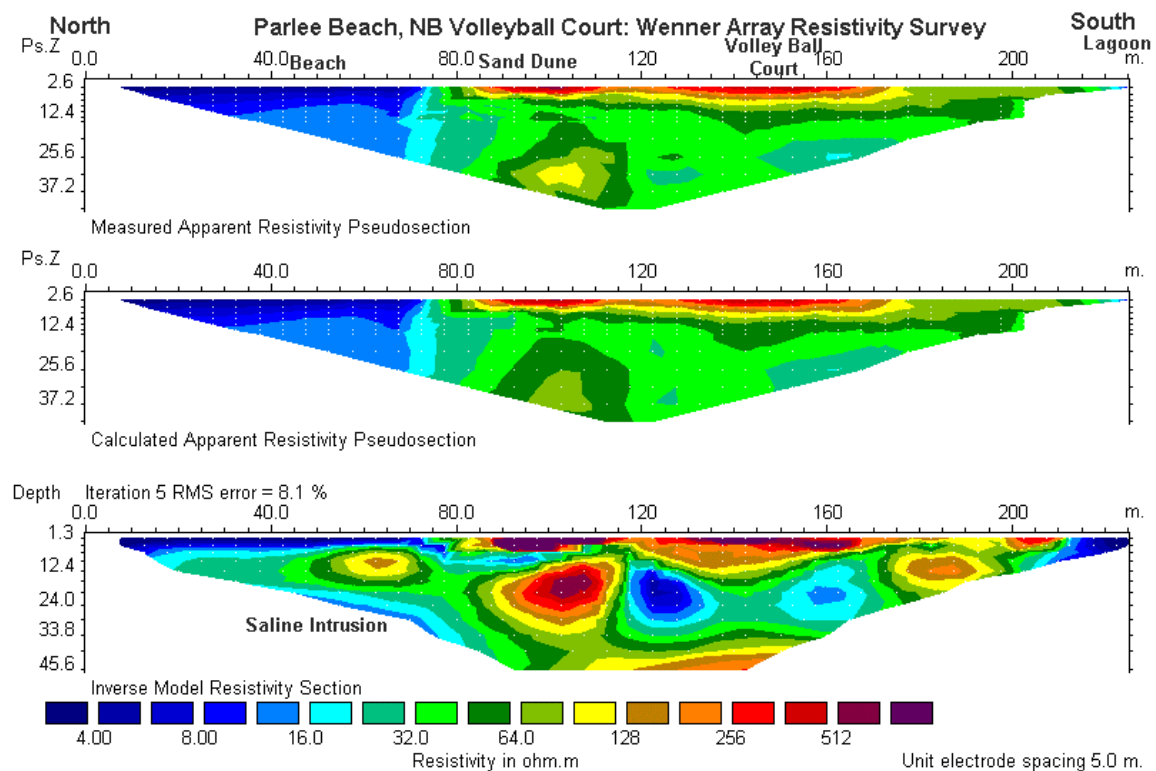 North Parlee Beach, NB Volleyball Court: Wenner Array Resistivity Survey South
Ps.Z 0.0 40.0 Beach 80.0 Sand Dune 120 Volley Ball Court 160 200 Lagoon m.
2.6
12.4
25.6
37.2
Measured Apparent Resistivity Pseudosection
Ps.Z 0.0 40.0 80.0 120 160 200 m.
2.6
12.4
25.6
37.2
Calculated Apparent Resistivity Pseudosection
Depth Iteration 5 RMS error = 8.1 %
0.0 40.0 80.0 120 160 200 m.
1.3
12.4
24.0
33.8
45.6
Saline Intrusion
Inverse Model Resistivity Section
4.00 8.00 16.0 32.0 64.0 128 256 512
Resistivity in ohm.m Unit electrode spacing 5.0 m.